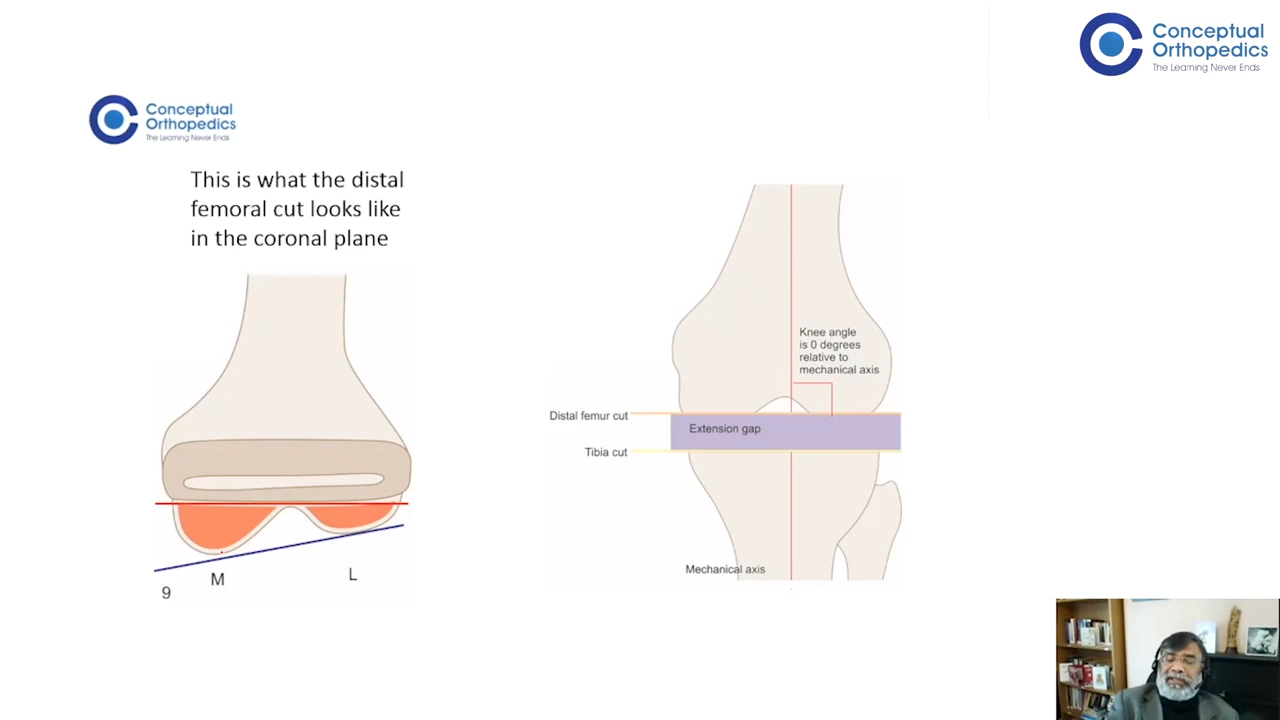 Conceptual
Orthopedics
The Learning Never Ends
Conceptual
Orthopedics
The Learning Never Ends
This is what the distal
femoral cut looks like
in the coronal plane
9
M
L
Knee angle
is 0 degrees
relative to
mechanical axis
Distal femur cut
Extension gap
Tibia cut
Mechanical axis